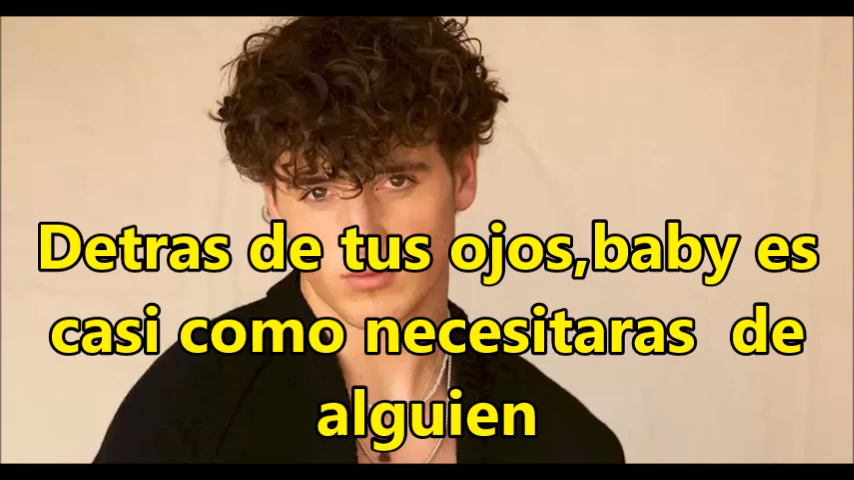 Detras de tus ojos,baby es
casi como necesitaras  de
alguien